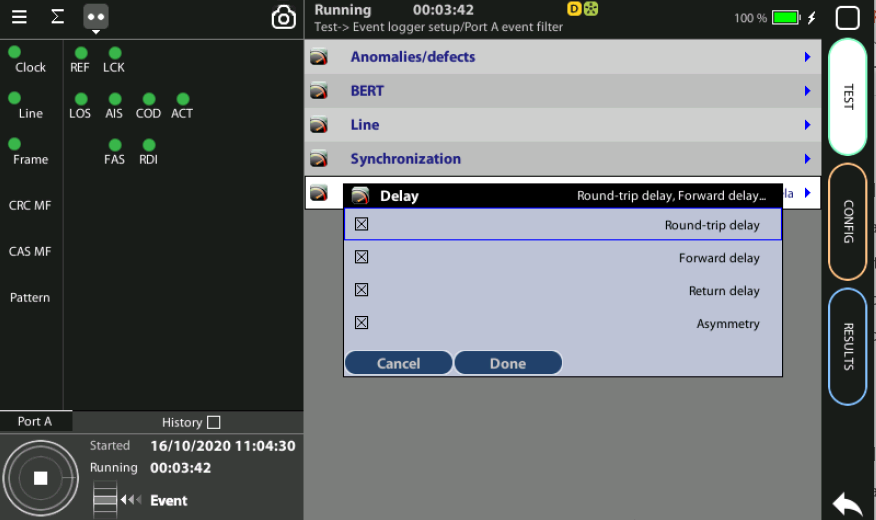 Running 00:03:42
Test-> Event logger setup/Port A event filter
D
100 %
Clock REF LCK
Line LOS AIS COD ACT
Frame FAS RDI
CRC MF
CAS MF
Pattern
Port A History
Started 16/10/2020 11:04:30
Running 00:03:42
Event
Anomalies/defects
BERT
Line
Synchronization
Delay Round-trip delay, Forward delay...
Round-trip delay
Forward delay
Return delay
Asymmetry
Cancel Done
TEST
CONFIG
RESULTS